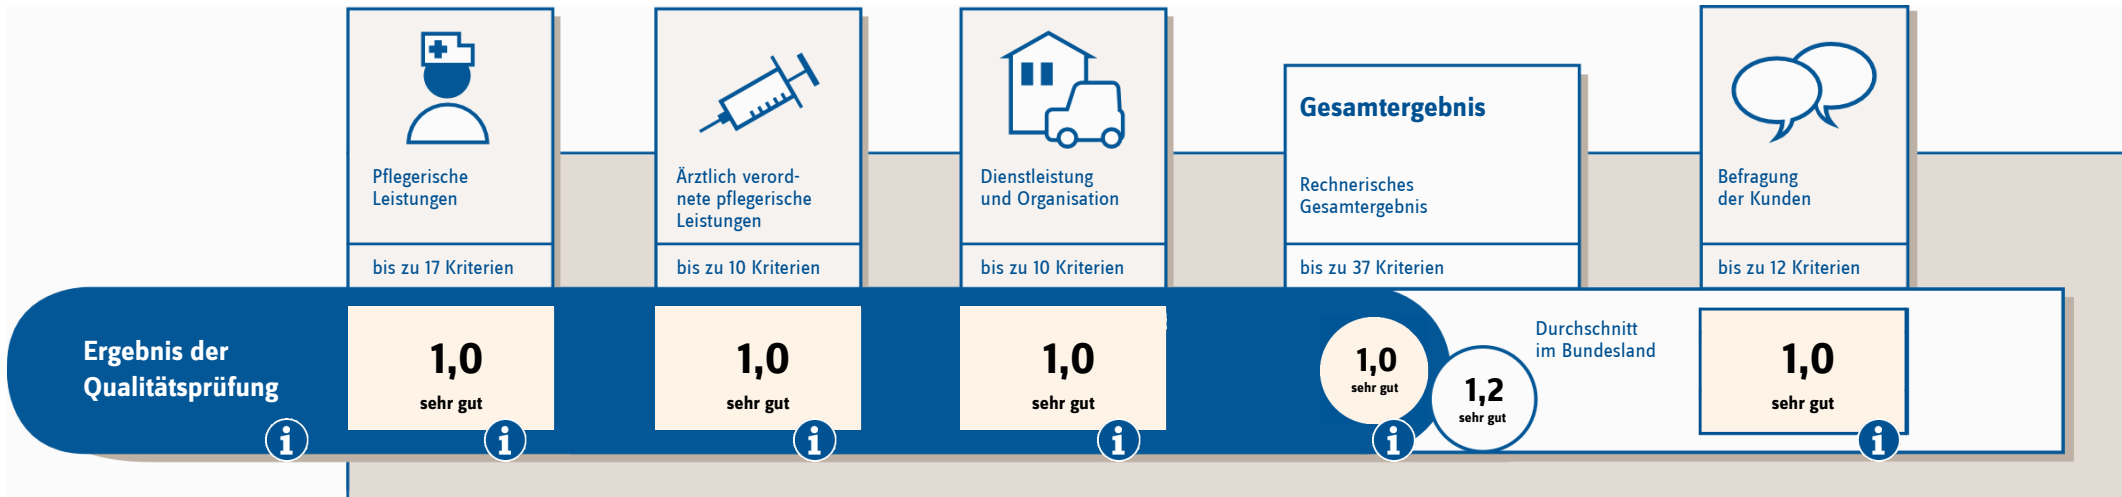 Pflegerische
Leistungen
bis zu 17 Kriterien
Ärztlich verord-
nete pflegerische
Leistungen
bis zu 10 Kriterien
Dienstleistung
und Organisation
bis zu 10 Kriterien
Gesamtergebnis
Rechnerisches
Gesamtergebnis
bis zu 37 Kriterien
Befragung
der Kunden
bis zu 12 Kriterien
Ergebnis der
Qualitätsprüfung
i
1,0
sehr gut
i
1,0
sehr gut
i
1,0
sehr gut
i
1,0
sehr gut
i
1,2
sehr gut
Durchschnitt
im Bundesland
1,0
sehr gut
i